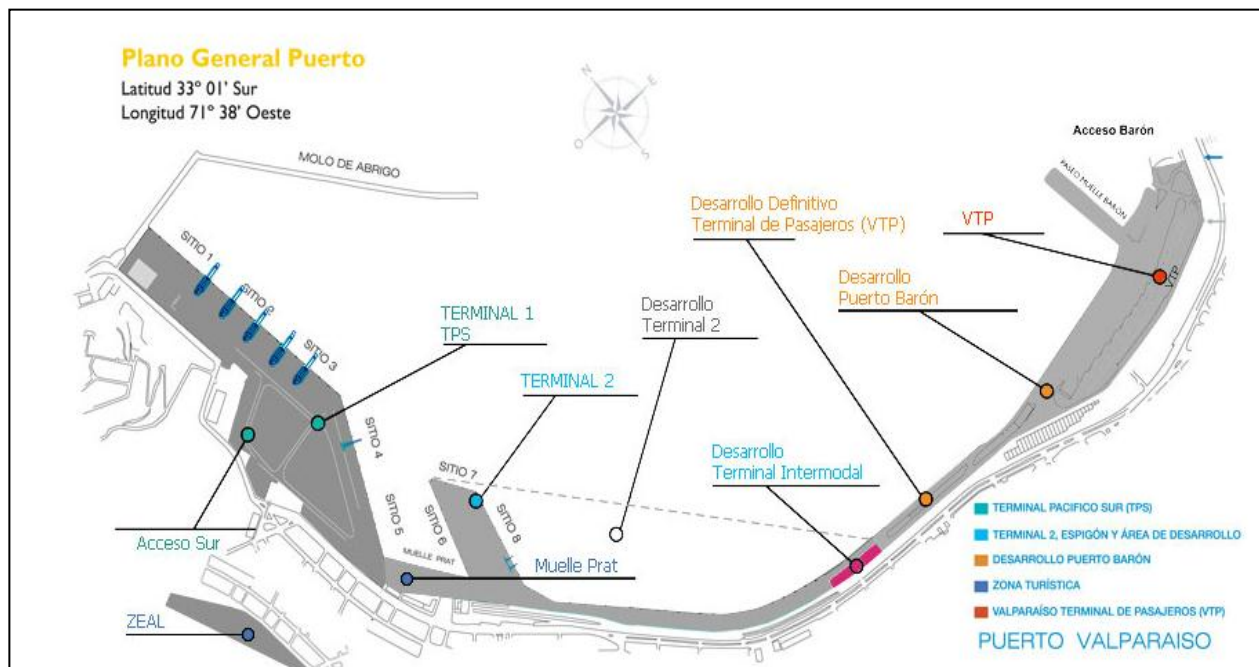 Plano General Puerto
Latitud 33° 01' Sur
Longitud 71° 38' Oeste
N
E
O
S
Acceso Barón
MOLO DE ABRIGO
PASEO MUELLE BARÓN
Desarrollo Definitivo
Terminal de Pasajeros (VTP)
VTP
SITIO 1
SITIO 2
SITIO 3
VTP
Desarrollo
Puerto Barón
TERMINAL 1
TPS
Desarrollo
Terminal 2
TERMINAL 2
SITIO 4
Desarrollo
Terminal Intermodal
SITIO 7
SITIO 5
SITIO 6
SITIO 8
Acceso Sur
MUELLE PRAT
Muelle Prat
ZEAL
TERMINAL PACIFICO SUR (TPS)
TERMINAL 2, ESPIGÓN Y ÁREA DE DESARROLLO
DESARROLLO PUERTO BARÓN
ZONA TURÍSTICA
VALPARAÍSO TERMINAL DE PASAJEROS (VTP)
PUERTO VALPARAISO